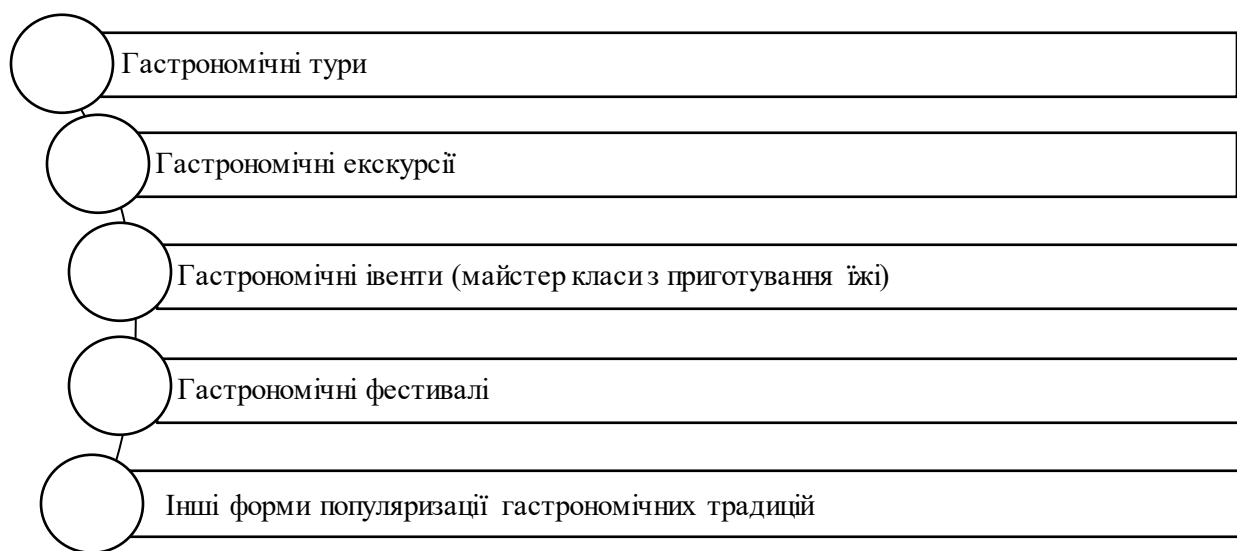 Гастрономічні тури
Гастрономічні екскурсії
Гастрономічні івенти (майстер класи з приготування їжі)
Гастрономічні фестивалі
Інші форми популяризації гастрономічних традицій